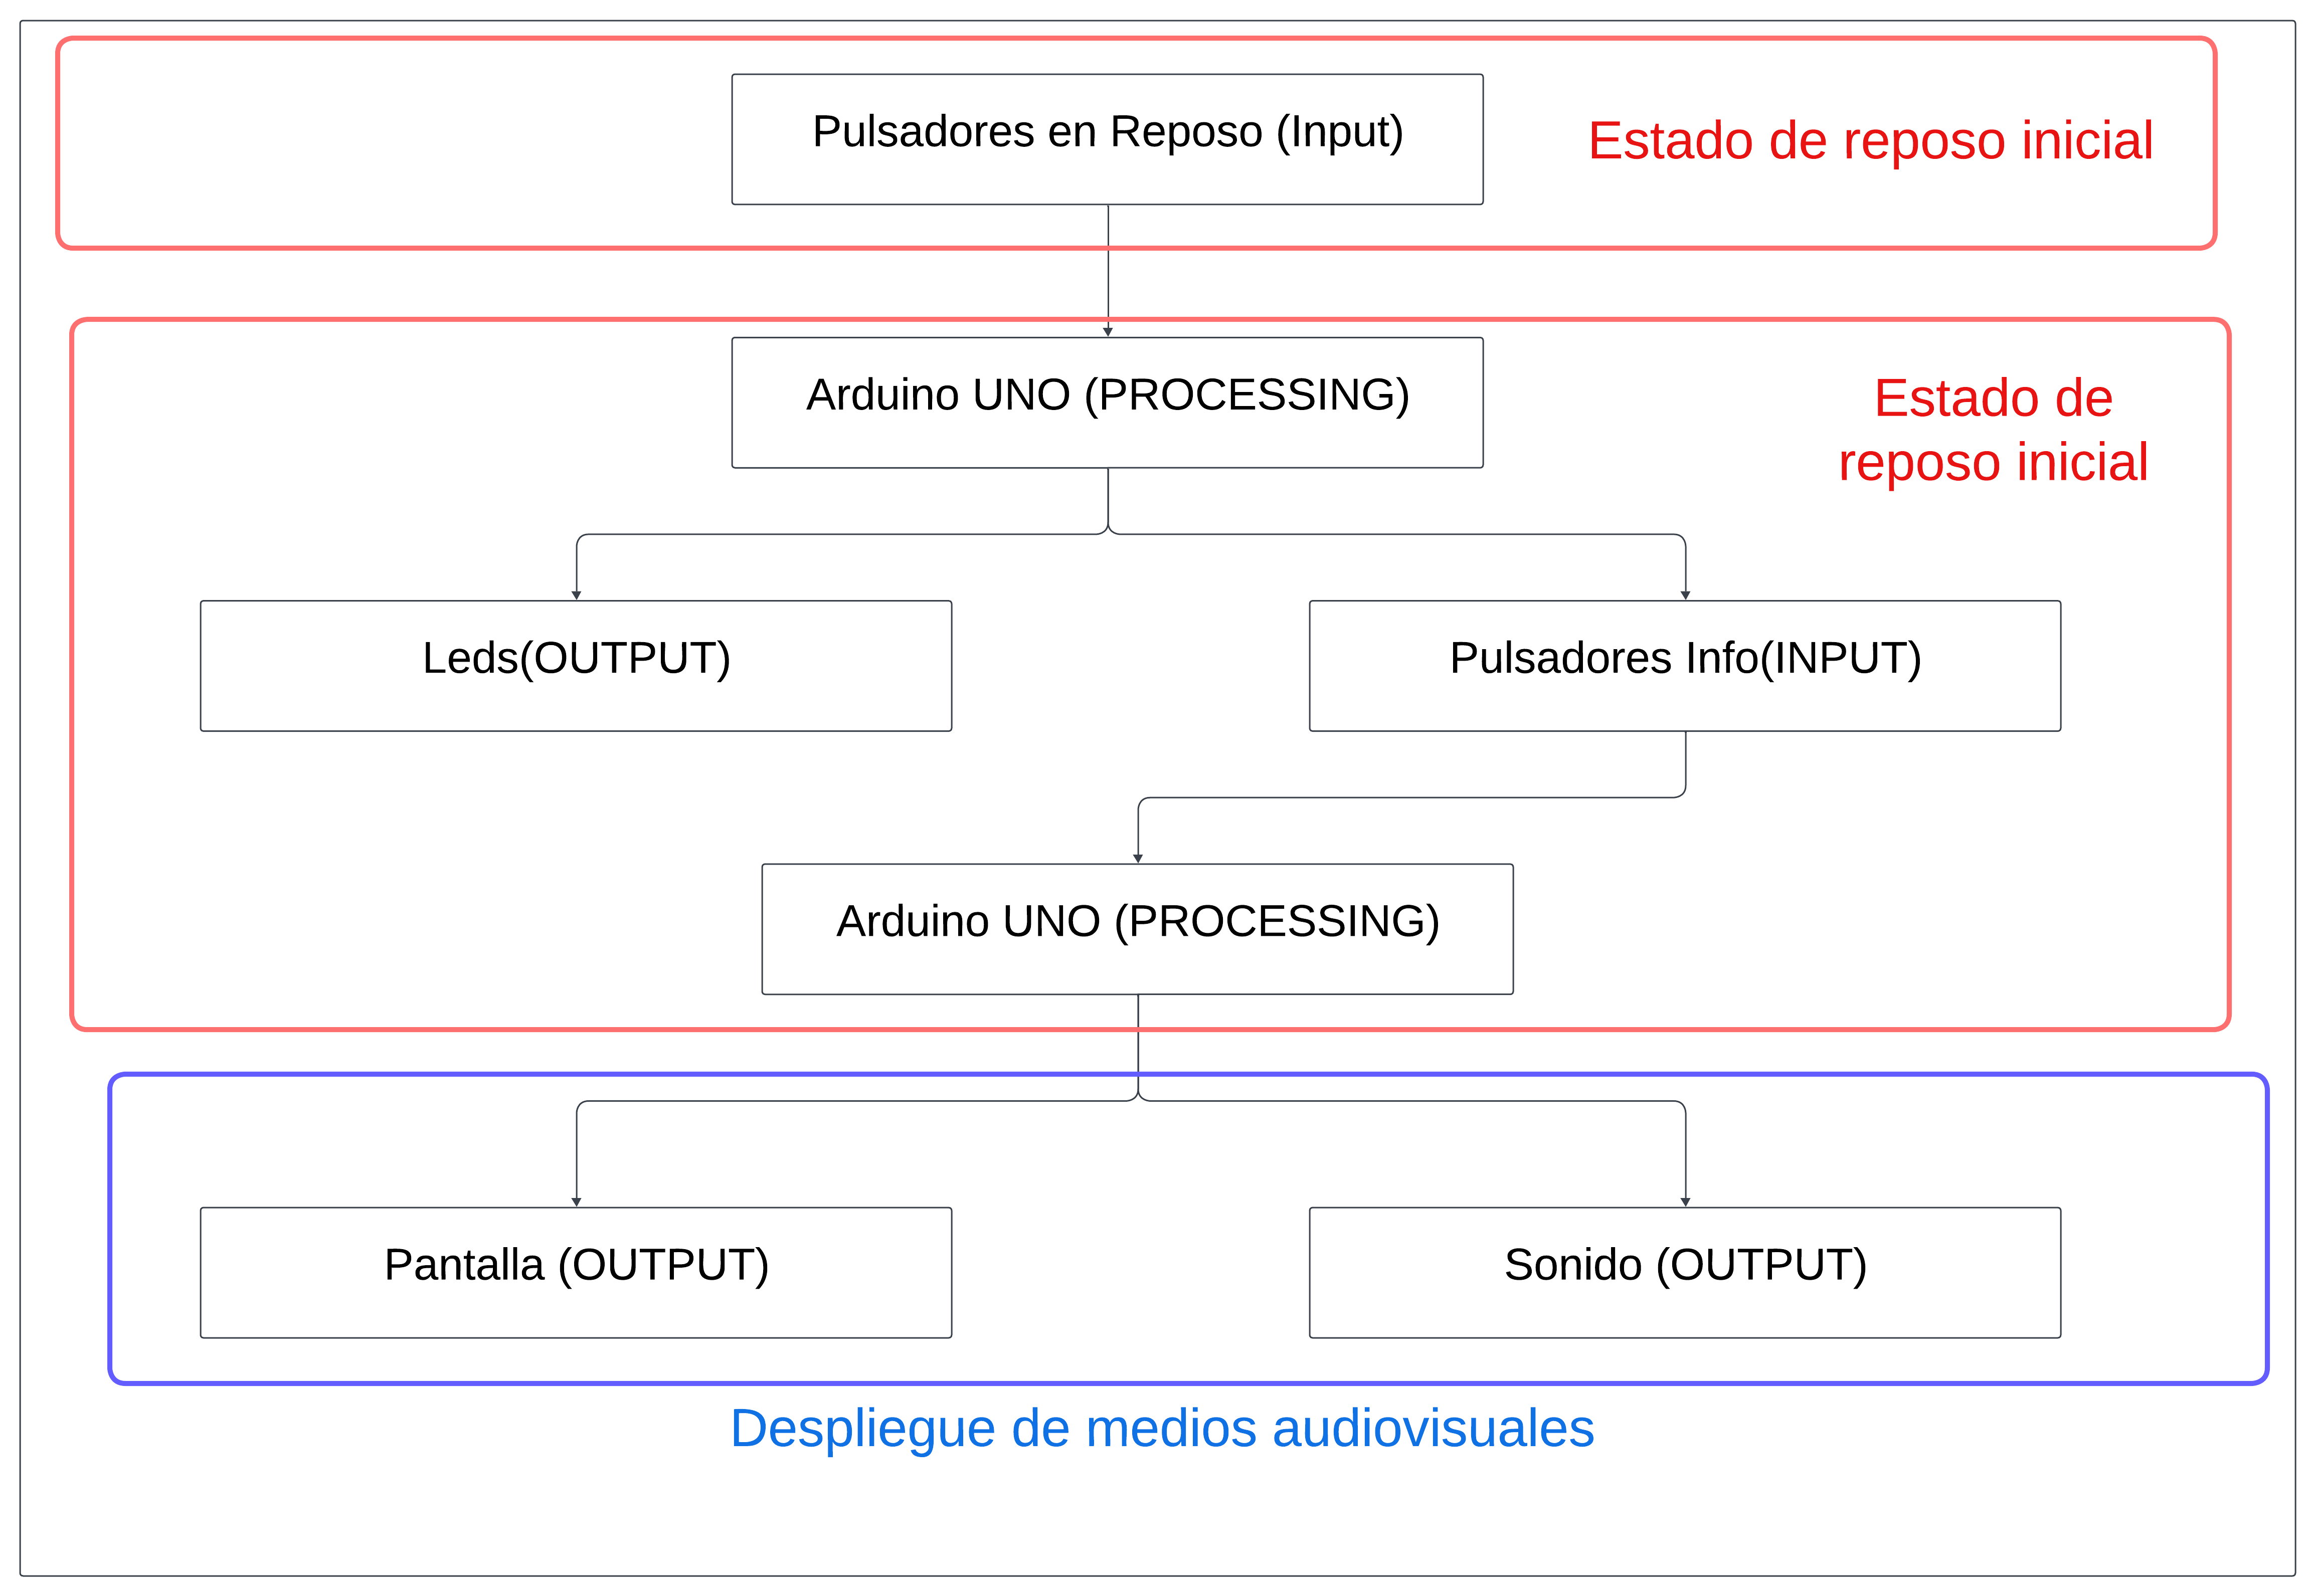 Pulsadores en Reposo (Input)
Estado de reposo inicial
Arduino UNO (PROCESSING)
Estado de
reposo inicial
Leds(OUTPUT)
Pulsadores Info(INPUT)
Arduino UNO (PROCESSING)
Pantalla (OUTPUT)
Sonido (OUTPUT)
Despliegue de medios audiovisuales